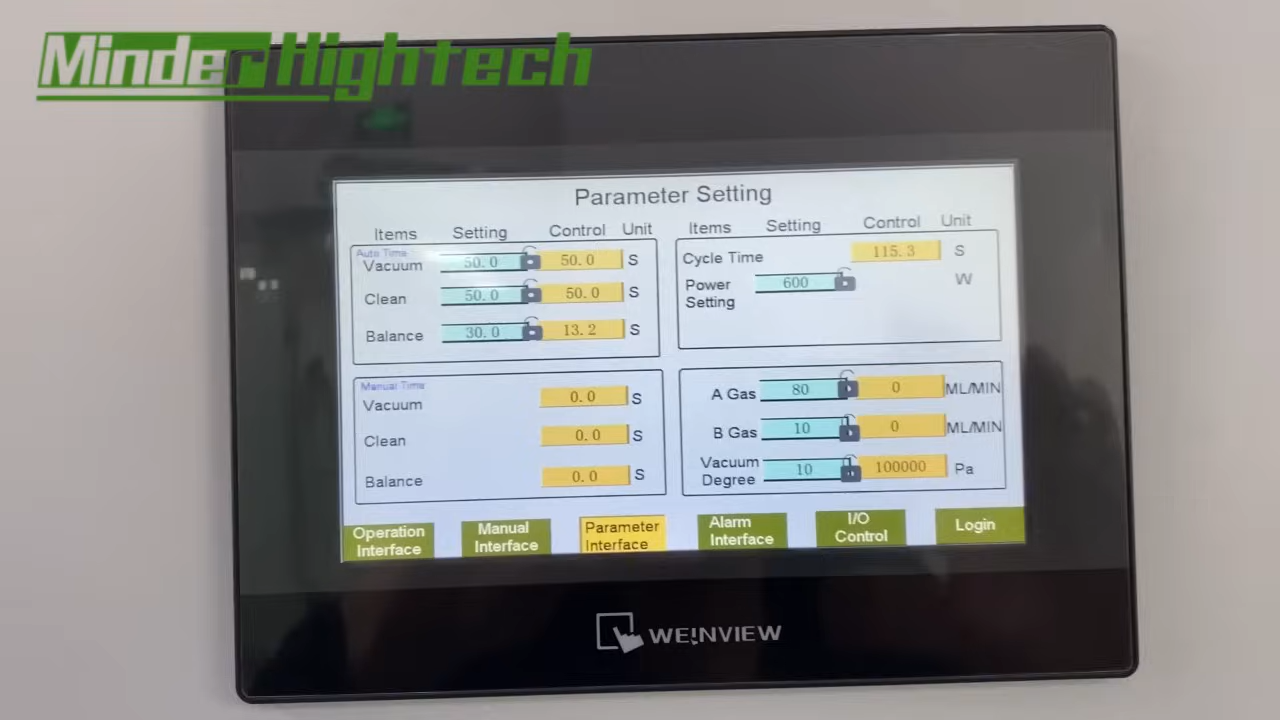 MinderHightech
Parameter Setting
Items Setting Control Unit
Auto Time
Vacuum 50.0 50.0 S
Clean 50.0 50.0 S
Balance 30.0 13.2 S
Items Setting Control Unit
Cycle Time 115.3 S
Power
Setting 600 W
Manual Time
Vacuum 0.0 S
Clean 0.0 S
Balance 0.0 S
A Gas 80 0 ML/MIN
B Gas 10 0 ML/MIN
Vacuum
Degree 10 100000 Pa
Operation
Interface
Manual
Interface
Parameter
Interface
Alarm
Interface
I/O
Control
Login
WEINVIEW